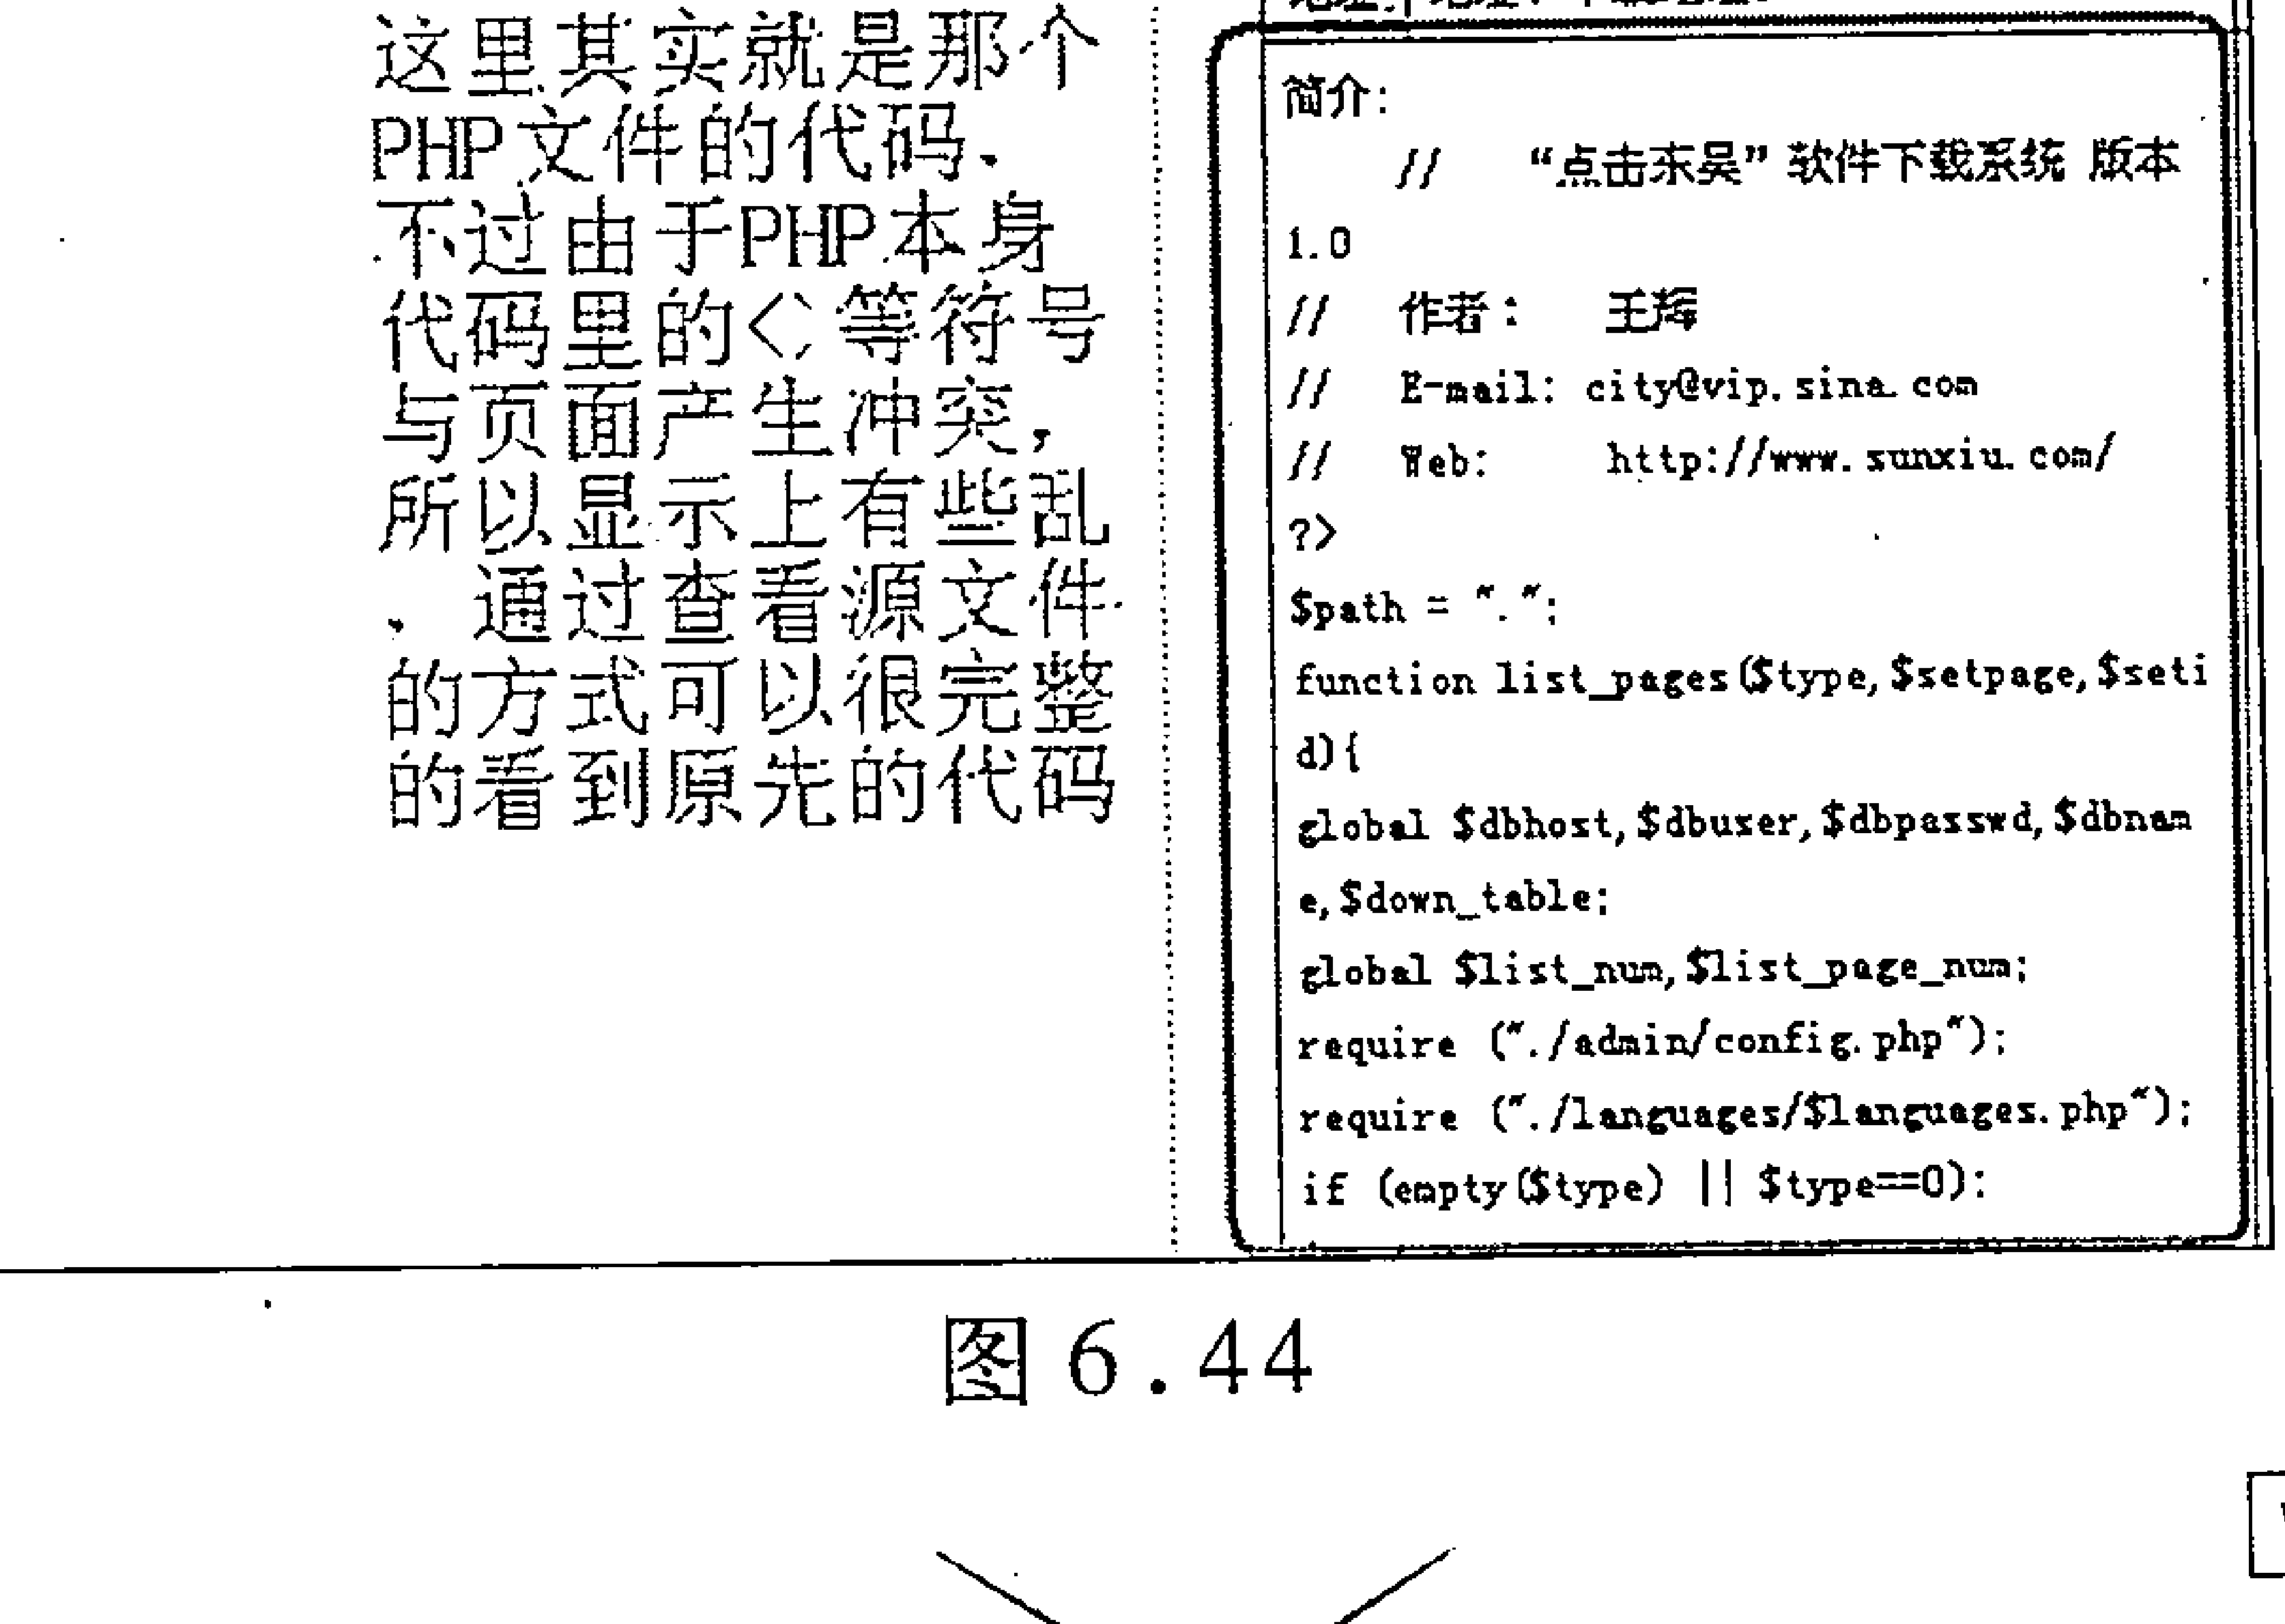 这里其实就是那个
PHP文件的代码.
不过由于PHP本身
代码里的<>等符号
与页面产生冲突,
所以显示上有些乱
. 通过查看源文件
的方式可以很完整
的看到原先的代码
简介:
// “点击东吴”软件下载系统 版本
1.0
// 作者: 王辉
// E-mail: city@vip.sina.com
// Web: http://www.sunxiu.com/
?>
$path = ".";
function list_pages($type,$setpage,$seti
d){
global $dbhost,$dbuser,$dbpasswd,$dbnam
e,$down_table;
global $list_num,$list_page_num;
require ("./admin/config.php");
require ("./languages/$languages.php");
if (empty($type) || $type==0):
图6.44